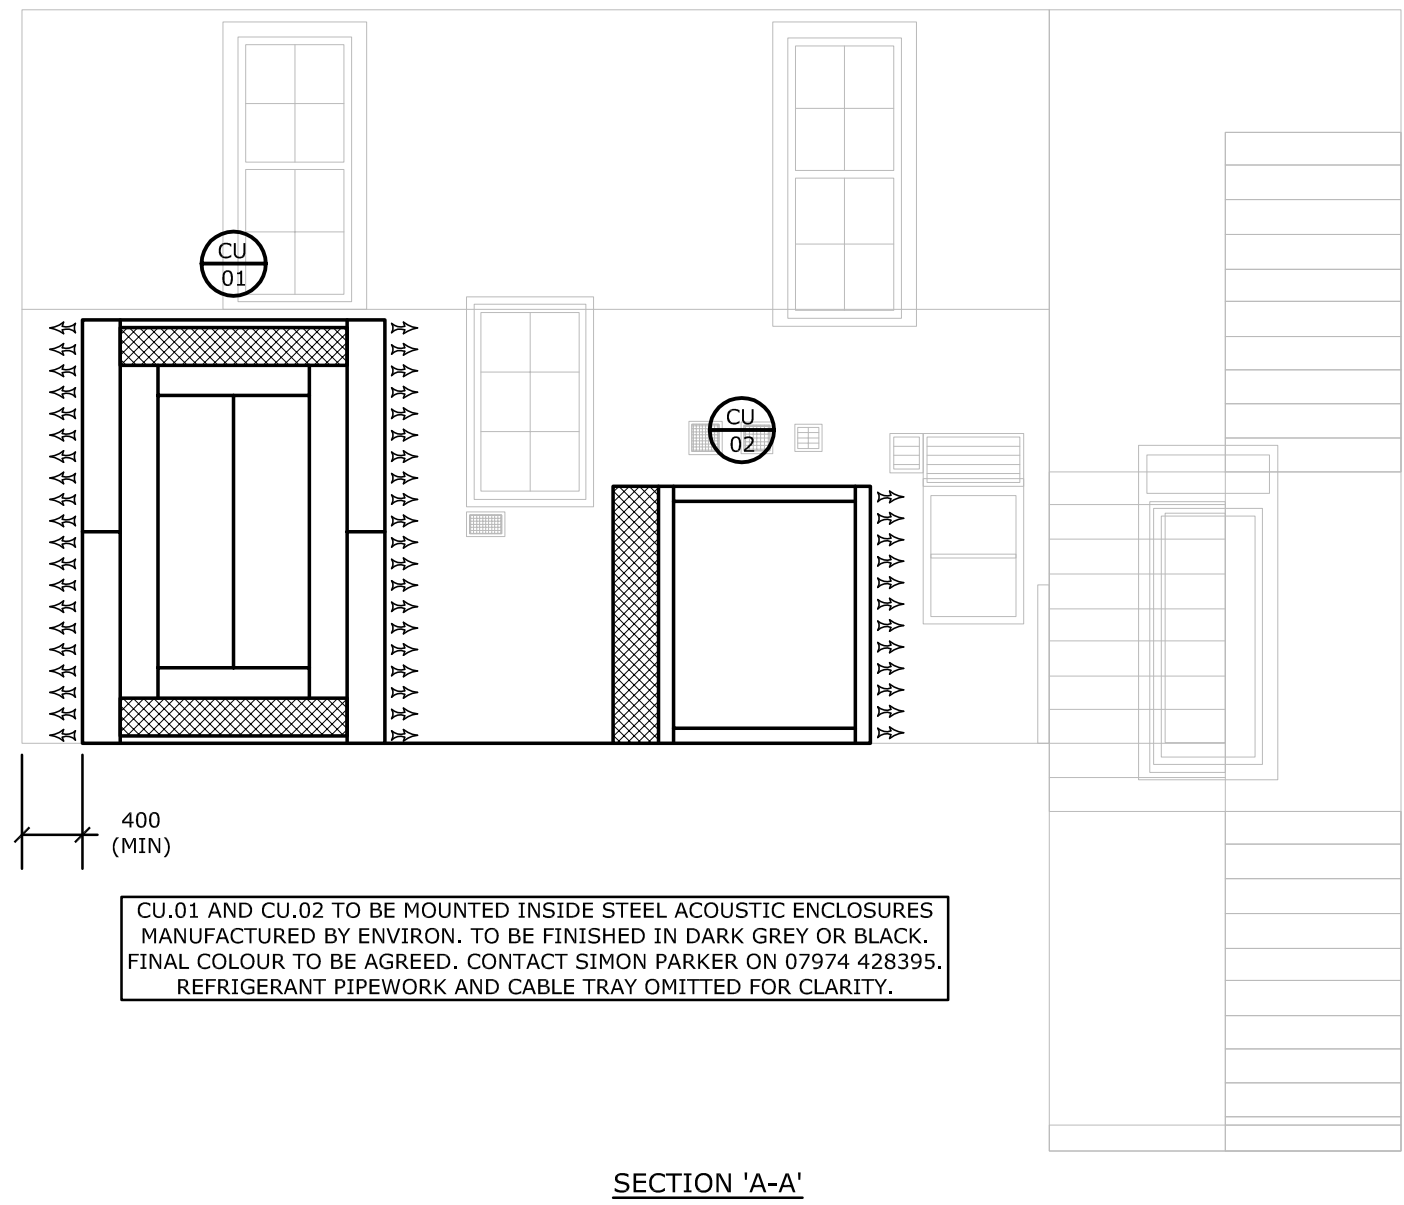 CU
01
CU
02
400
(MIN)
CU.01 AND CU.02 TO BE MOUNTED INSIDE STEEL ACOUSTIC ENCLOSURES
MANUFACTURED BY ENVIRON. TO BE FINISHED IN DARK GREY OR BLACK.
FINAL COLOUR TO BE AGREED. CONTACT SIMON PARKER ON 07974 428395.
REFRIGERANT PIPEWORK AND CABLE TRAY OMITTED FOR CLARITY.
SECTION 'A-A'